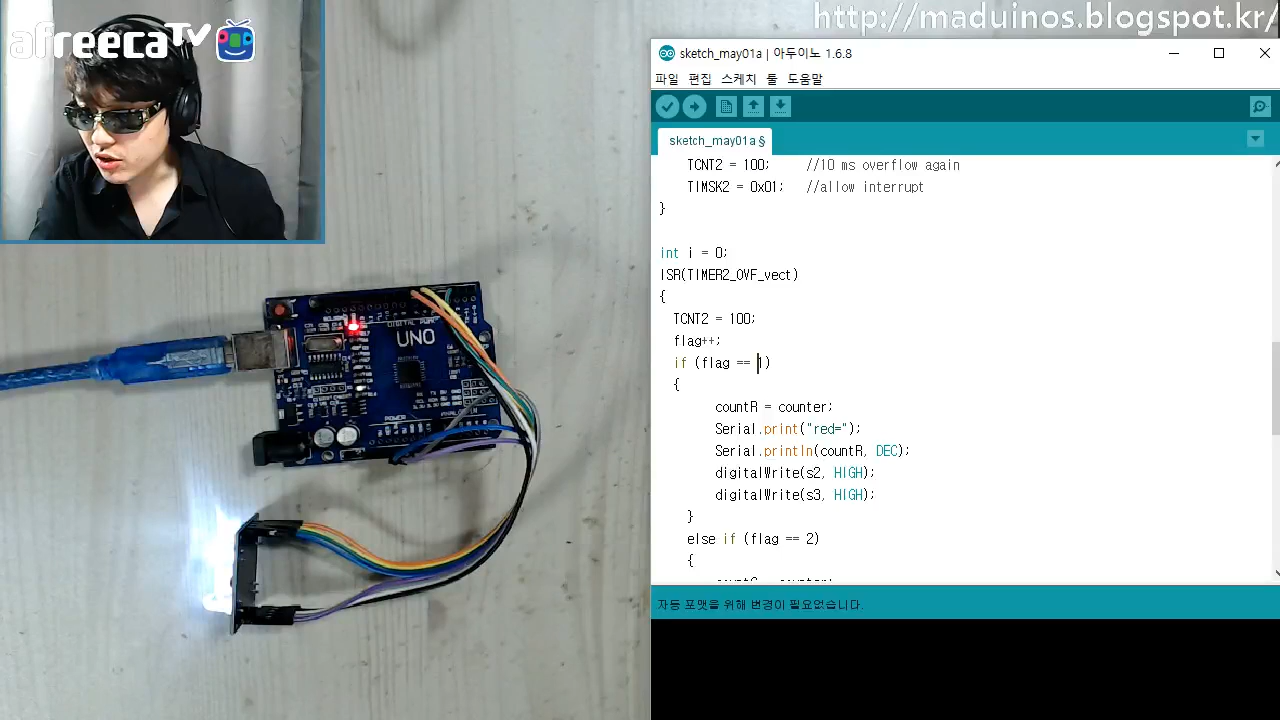 afreecaTV
http://maduinos.blogspot.kr/
sketch_may01a | 아두이노 1.6.8
파일 편집 스케치 툴 도움말
sketch_may01a §
TCNT2 = 100; //10 ms overflow again
TIMSK2 = 0x01; //allow interrupt
}
int i = 0;
ISR(TIMER2_OVF_vect)
{
TCNT2 = 100;
flag++;
if (flag == 1)
{
countR = counter;
Serial.print("red=");
Serial.println(countR, DEC);
digitalWrite(s2, HIGH);
digitalWrite(s3, HIGH);
}
else if (flag == 2)
{
자동 포맷을 위해 변경이 필요없습니다.
UNO
POWER